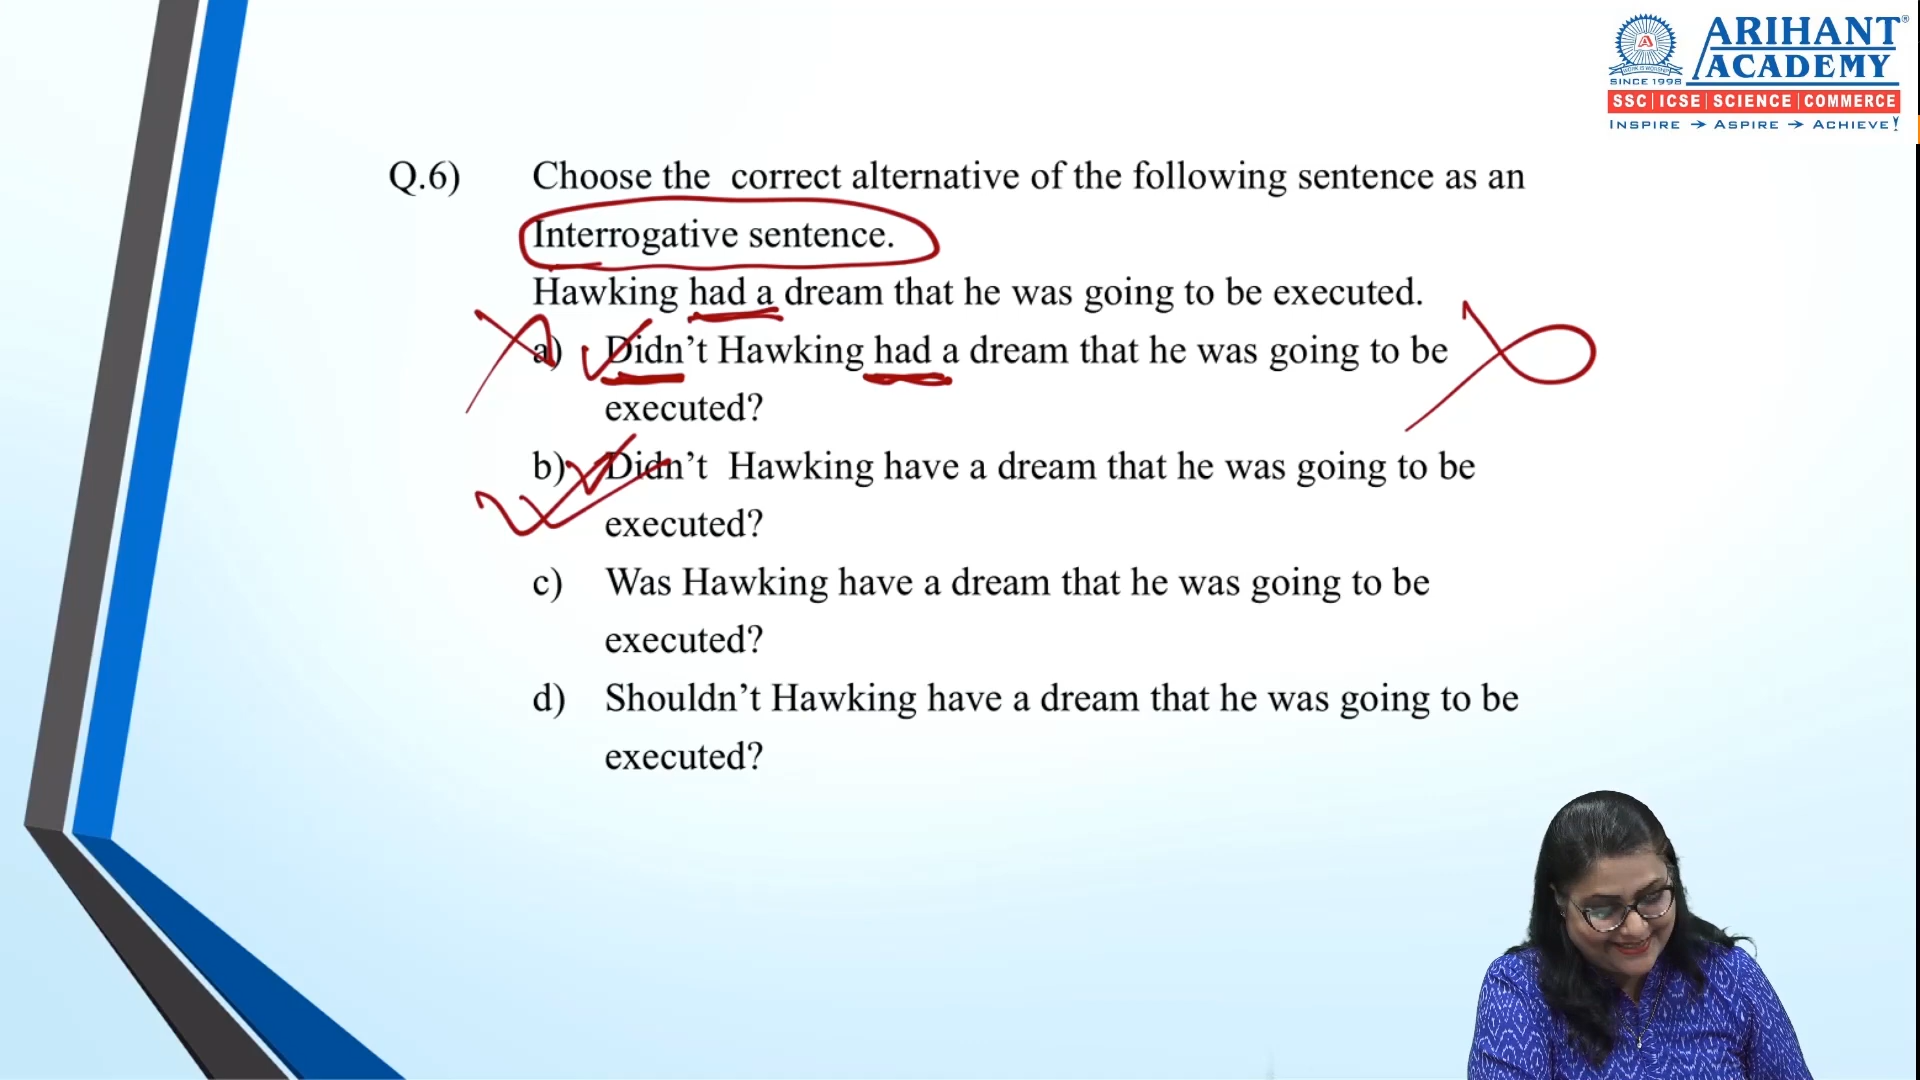 ARIHANT®
ACADEMY
SINCE 1998
SSC | ICSE | SCIENCE | COMMERCE
INSPIRE → ASPIRE → ACHIEVE!
Q.6) Choose the correct alternative of the following sentence as an
Interrogative sentence.
Hawking had a dream that he was going to be executed.
a) Didn’t Hawking had a dream that he was going to be
executed?
b) Didn’t Hawking have a dream that he was going to be
executed?
c) Was Hawking have a dream that he was going to be
executed?
d) Shouldn’t Hawking have a dream that he was going to be
executed?